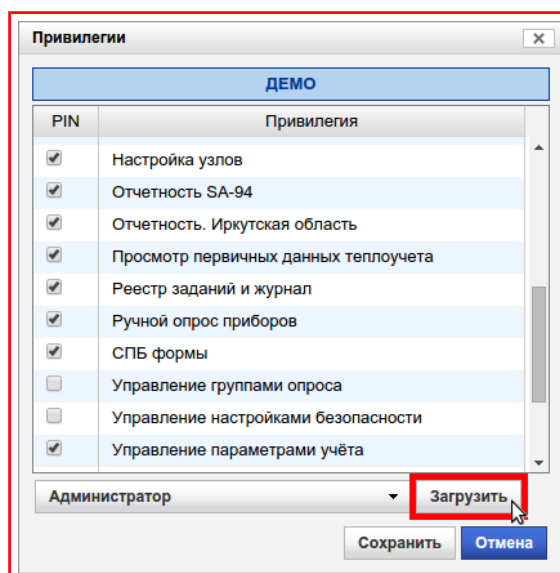 Привилегии
ДЕМО
PIN Привилегия
Настройка узлов
Отчетность SA-94
Отчетность. Иркутская область
Просмотр первичных данных теплоучета
Реестр заданий и журнал
Ручной опрос приборов
СПБ формы
Управление группами опроса
Управление настройками безопасности
Управление параметрами учёта
Администратор Загрузить
Сохранить Отмена